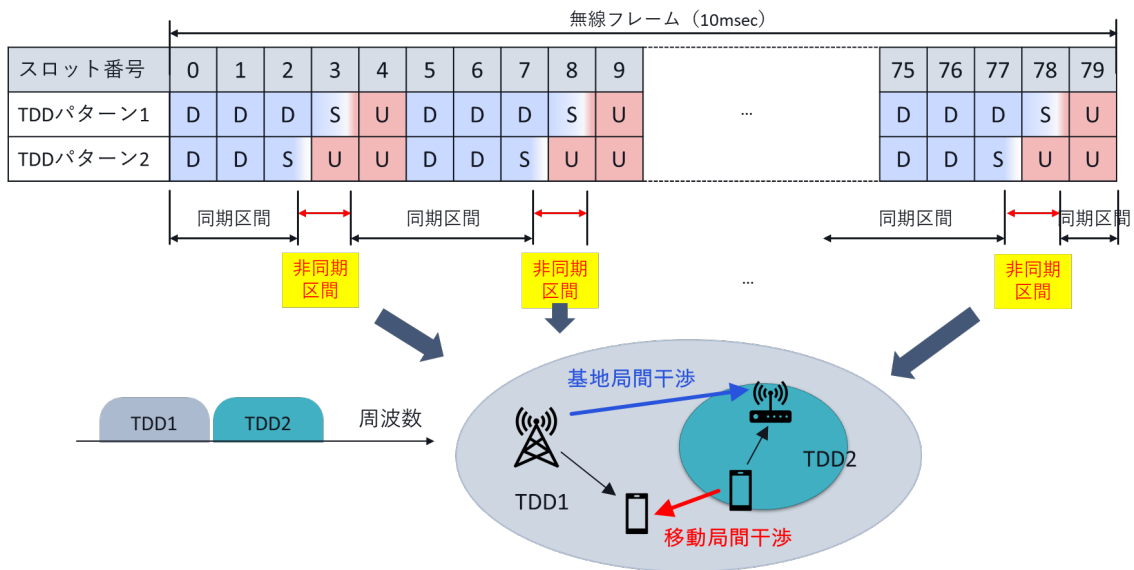 無線フレーム（10msec）
スロット番号 0 1 2 3 4 5 6 7 8 9 75 76 77 78 79
TDDパターン1 D D D S U D D D S U ... D D D S U
TDDパターン2 D D S U U D D S U U D D S U U
同期区間 同期区間 同期区間 同期区間
非同期
区間
非同期
区間
...
非同期
区間
基地局間干渉
TDD1 TDD2 周波数
TDD2
TDD1
移動局間干渉